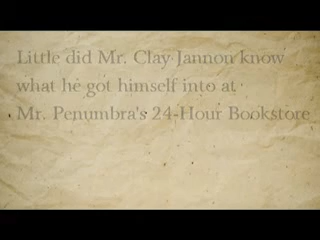 Little did Mr. Clay Jannon know
what he got himself into at
Mr. Penumbra's 24-Hour Bookstore